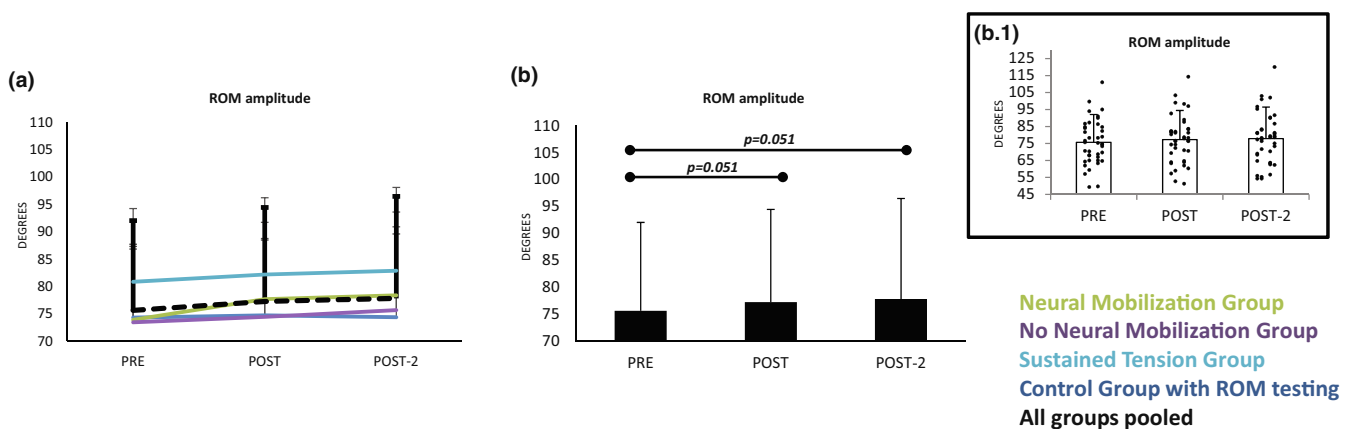 (a)
ROM amplitude
DEGREES
110
105
100
95
90
85
80
75
70
PRE POST POST-2
(b)
ROM amplitude
DEGREES
110
105
100
95
90
85
80
75
70
p=0.051
p=0.051
PRE POST POST-2
(b.1)
ROM amplitude
DEGREES
125
115
105
95
85
75
65
55
45
PRE POST POST-2
Neural Mobilization Group
No Neural Mobilization Group
Sustained Tension Group
Control Group with ROM testing
All groups pooled